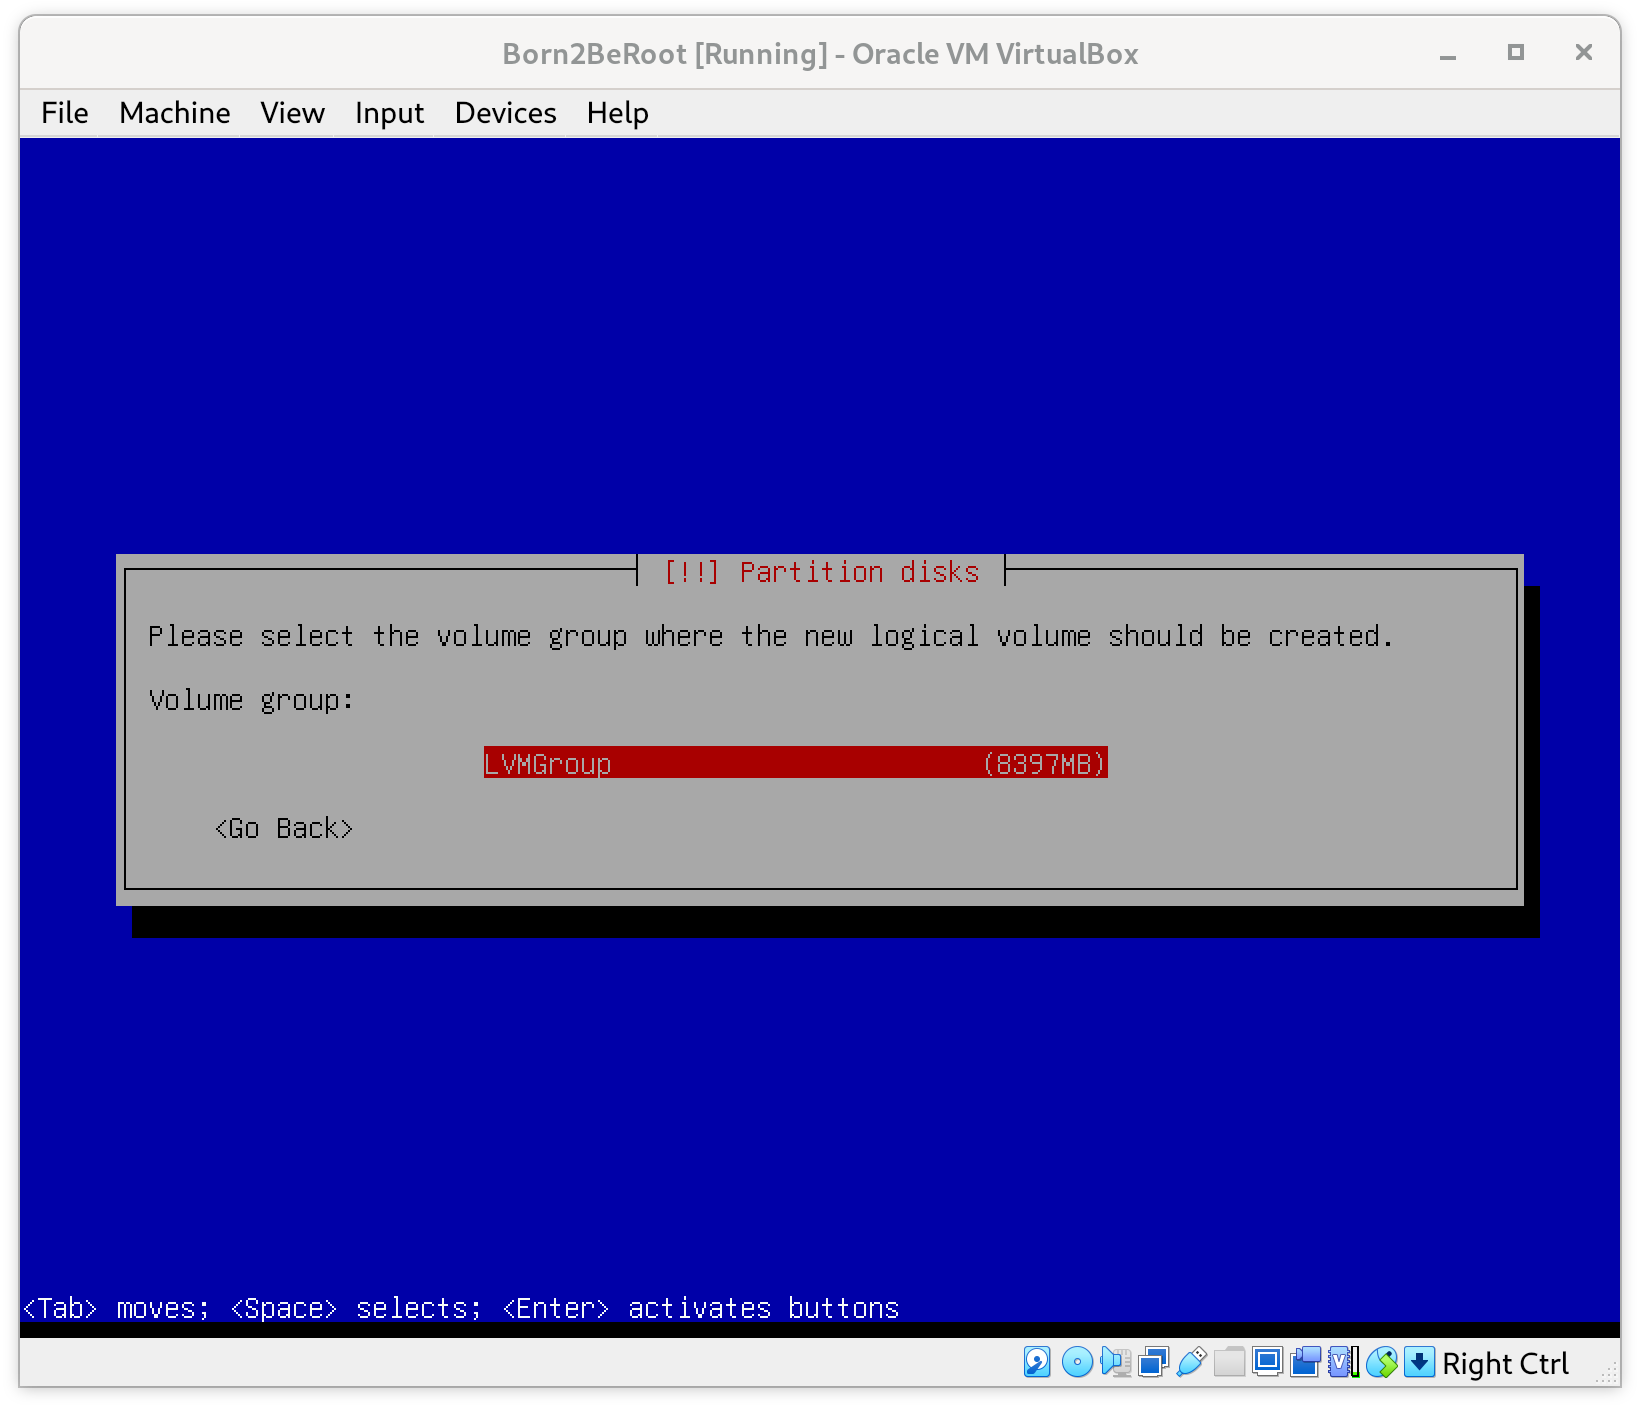 Born2BeRoot [Running] - Oracle VM VirtualBox
File Machine View Input Devices Help
[!!] Partition disks
Please select the volume group where the new logical volume should be created.
Volume group:
LVMGroup (8397MB)
<Go Back>
<Tab> moves; <Space> selects; <Enter> activates buttons
Right Ctrl